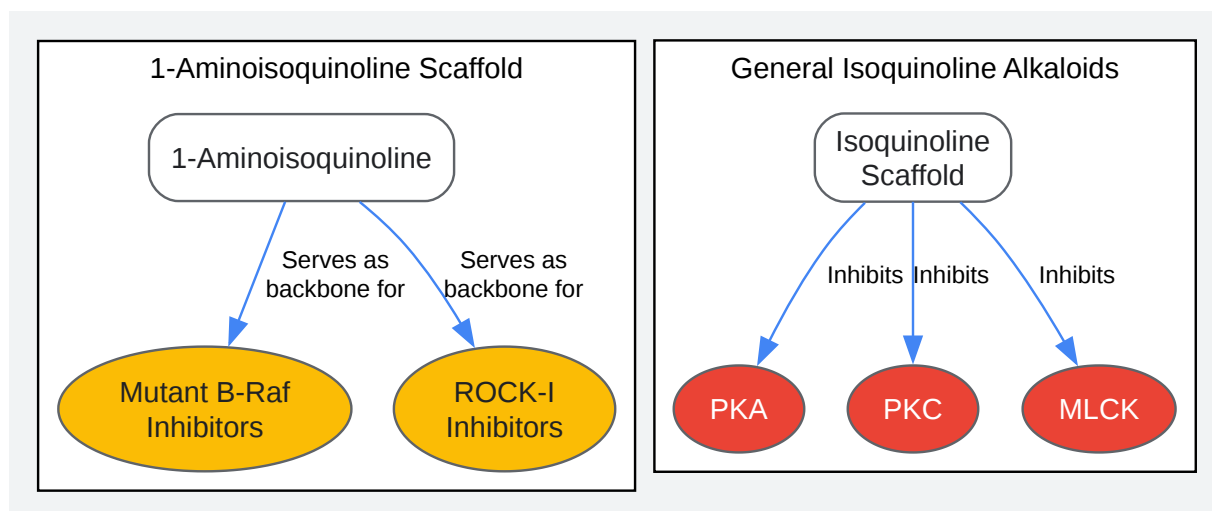 1-Aminoisoquinoline Scaffold
1-Aminoisoquinoline
Serves as
backbone for
Serves as
backbone for
Mutant B-Raf
Inhibitors
ROCK-I
Inhibitors
General Isoquinoline Alkaloids
Isoquinoline
Scaffold
Inhibits
Inhibits
Inhibits
PKA
PKC
MLCK